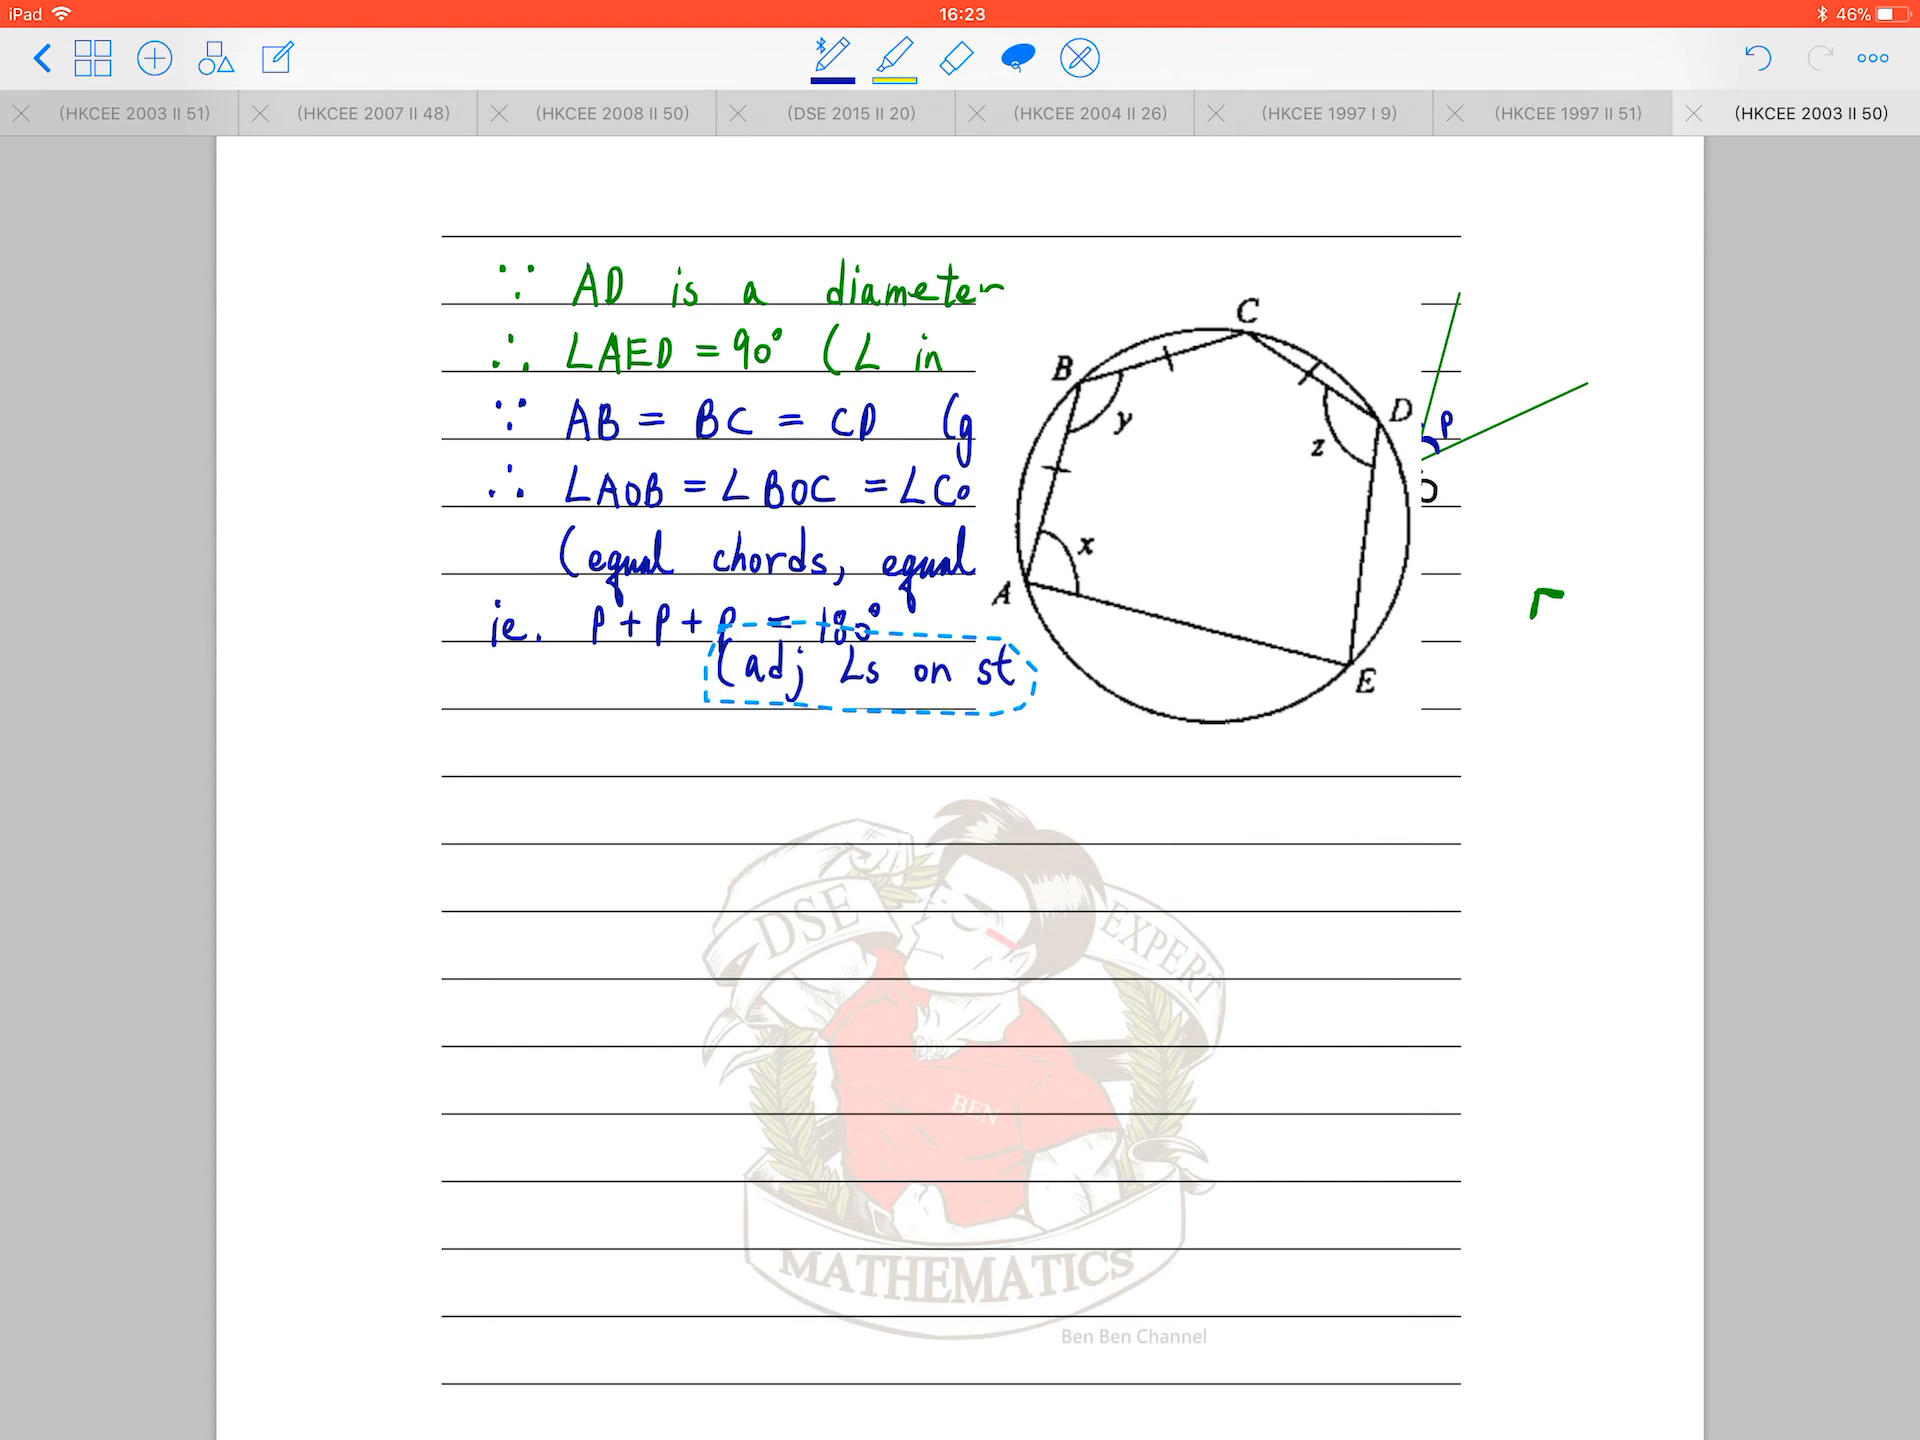 iPad 16:23 46%
(HKCEE 2003 II 51) (HKCEE 2007 II 48) (HKCEE 2008 II 50) (DSE 2015 II 20) (HKCEE 2004 II 26) (HKCEE 1997 I 9) (HKCEE 1997 II 51) (HKCEE 2003 II 50)
∵ AD is a diameter
∴ ∠AED = 90° (∠ in
∵ AB = BC = CD (g
∴ ∠AOB = ∠BOC = ∠CO
(equal chords, equal
ie. p + p + p = 180°
(adj ∠s on st
C
B
D
y
z
p
x
A
E
DSE EXPERT
BEN
MATHEMATICS
Ben Ben Channel